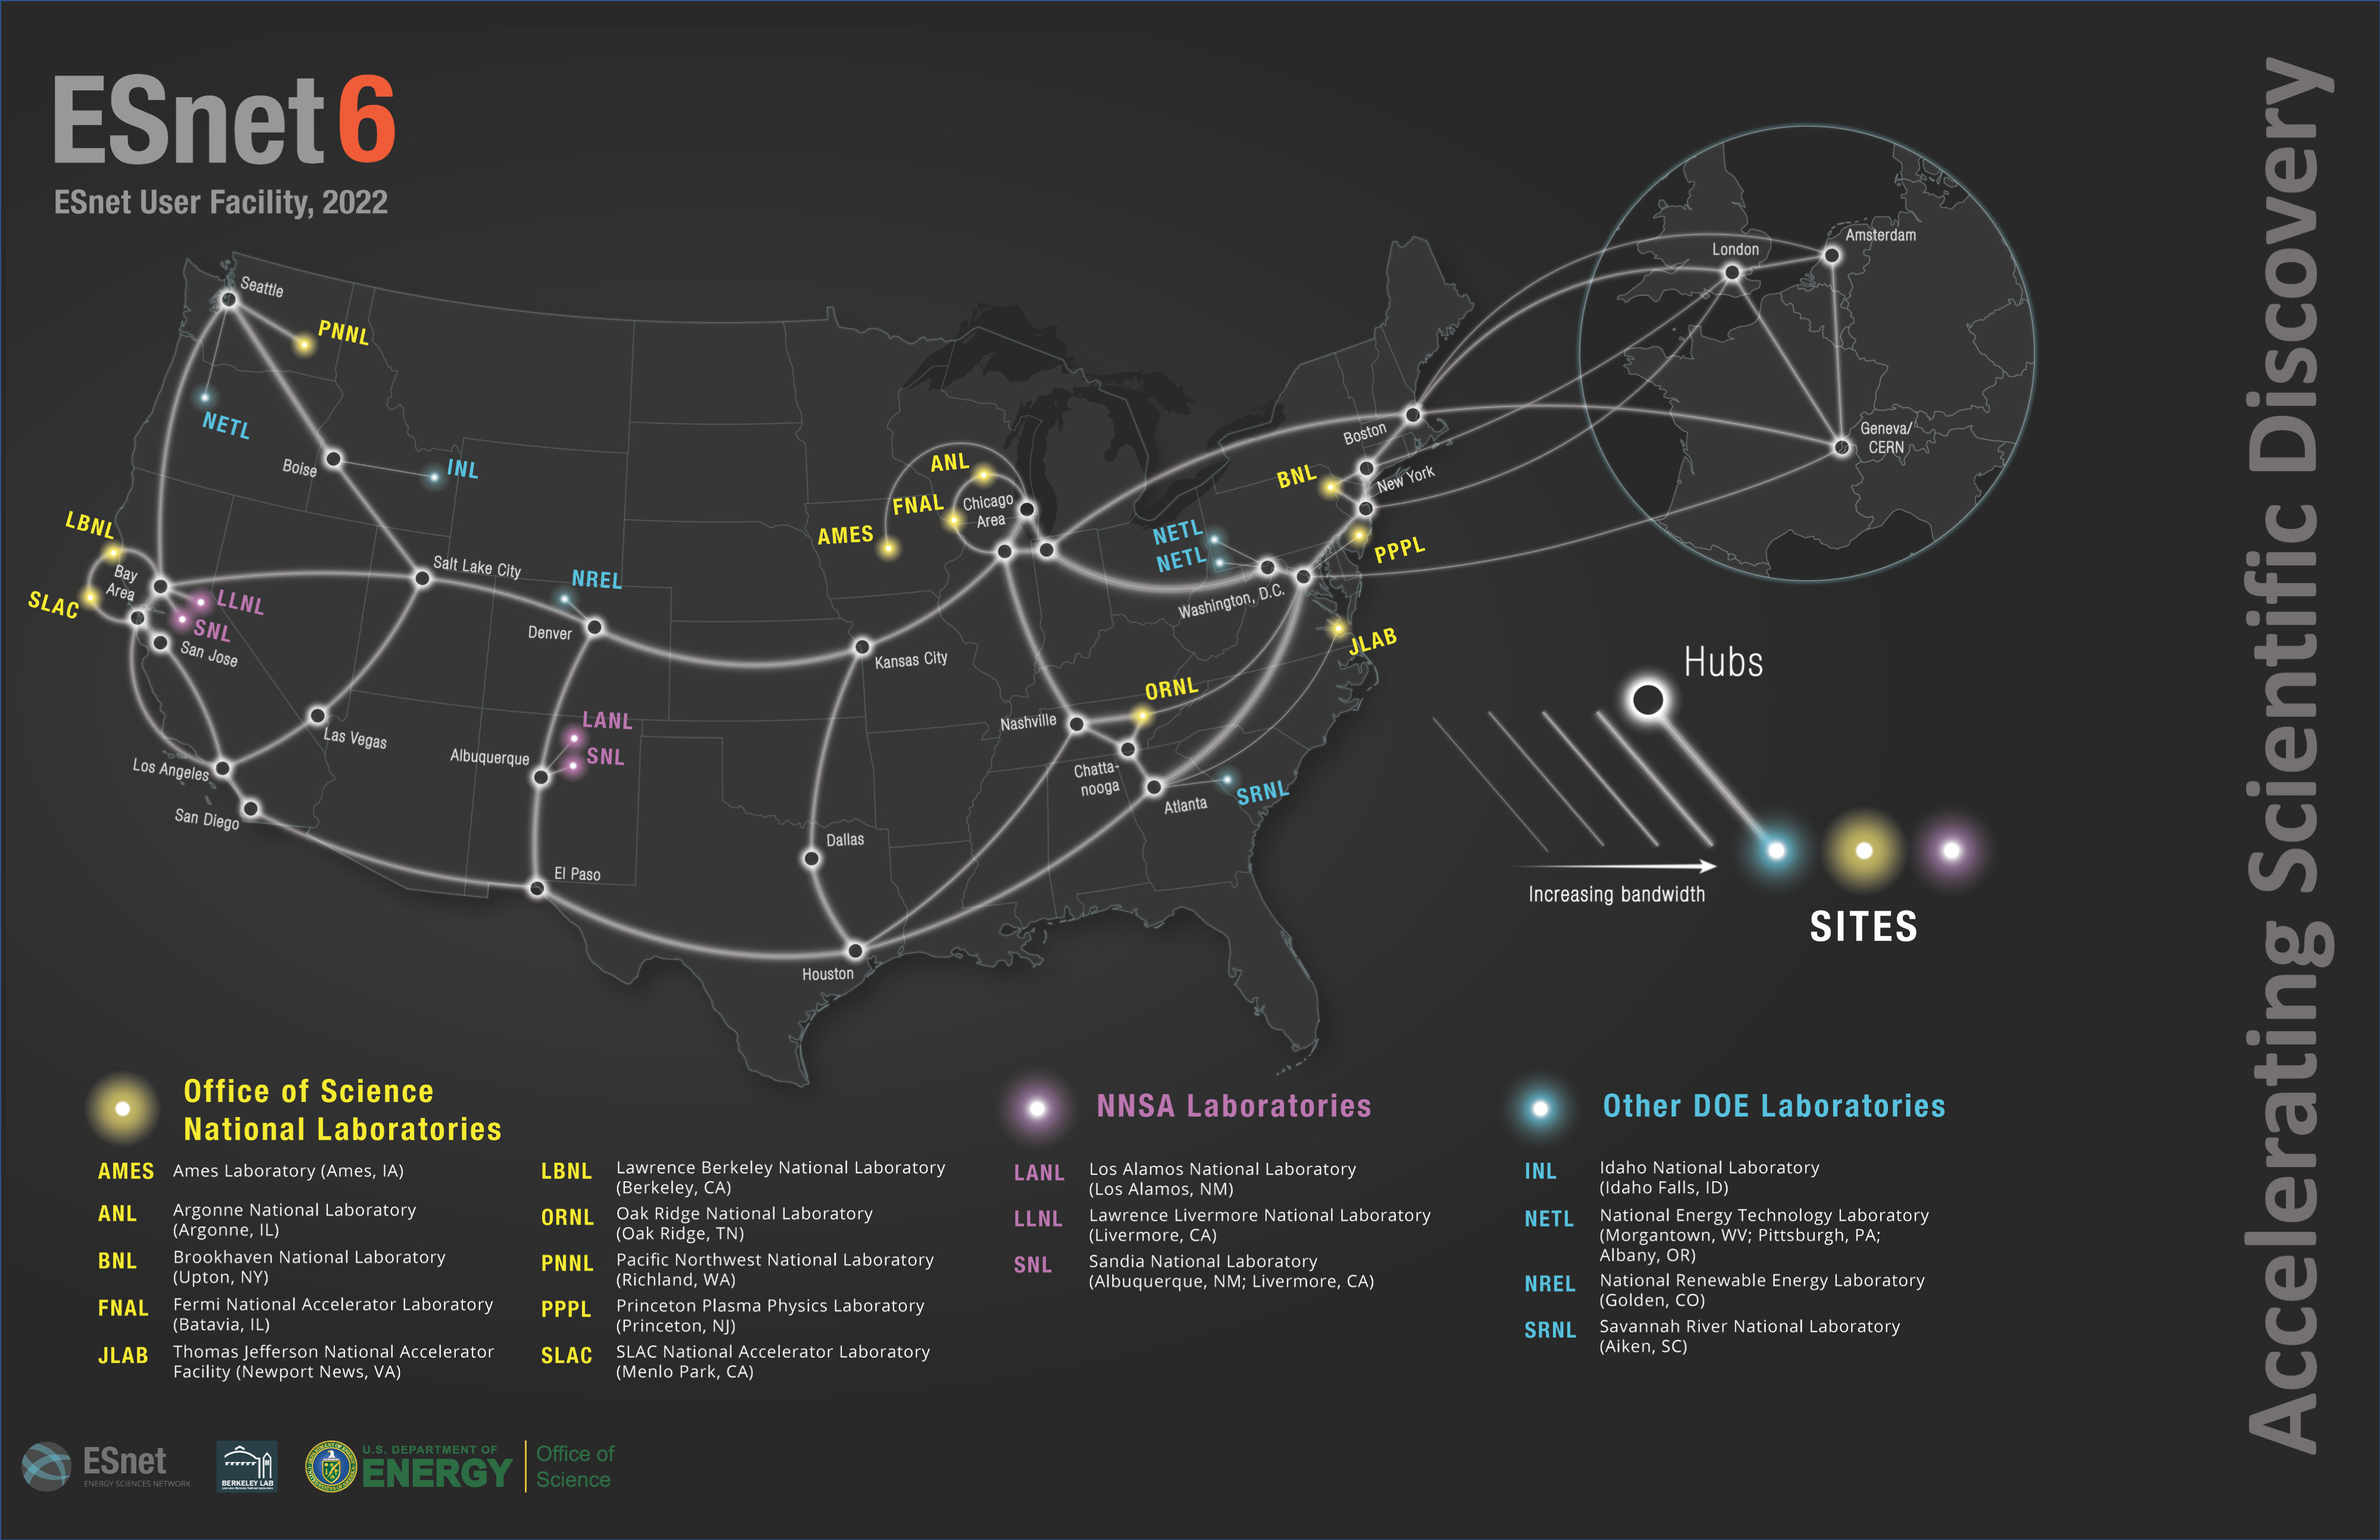 ESnet6
ESnet User Facility, 2022
Accelerating Scientific Discovery
Seattle
PNNL
NETL
Boise
INL
LBNL
Bay
Area
SLAC
LLNL
SNL
San Jose
Salt Lake City
NREL
Denver
Las Vegas
Los Angeles
San Diego
LANL
Albuquerque
SNL
El Paso
Kansas City
Dallas
Houston
AMES
ANL
FNAL
Chicago
Area
Nashville
ORNL
Chatta-
nooga
Atlanta
SRNL
NETL
NETL
Washington, D.C.
JLAB
PPPL
BNL
New York
Boston
London
Amsterdam
Geneva/
CERN
Hubs
Increasing bandwidth
SITES
Office of Science
National Laboratories
AMES Ames Laboratory (Ames, IA)
ANL Argonne National Laboratory
(Argonne, IL)
BNL Brookhaven National Laboratory
(Upton, NY)
FNAL Fermi National Accelerator Laboratory
(Batavia, IL)
JLAB Thomas Jefferson National Accelerator
Facility (Newport News, VA)
LBNL Lawrence Berkeley National Laboratory
(Berkeley, CA)
ORNL Oak Ridge National Laboratory
(Oak Ridge, TN)
PNNL Pacific Northwest National Laboratory
(Richland, WA)
PPPL Princeton Plasma Physics Laboratory
(Princeton, NJ)
SLAC SLAC National Accelerator Laboratory
(Menlo Park, CA)
NNSA Laboratories
LANL Los Alamos National Laboratory
(Los Alamos, NM)
LLNL Lawrence Livermore National Laboratory
(Livermore, CA)
SNL Sandia National Laboratory
(Albuquerque, NM; Livermore, CA)
Other DOE Laboratories
INL Idaho National Laboratory
(Idaho Falls, ID)
NETL National Energy Technology Laboratory
(Morgantown, WV; Pittsburgh, PA;
Albany, OR)
NREL National Renewable Energy Laboratory
(Golden, CO)
SRNL Savannah River National Laboratory
(Aiken, SC)
ESnet
ENERGY SCIENCES NETWORK
BERKELEY LAB
U.S. DEPARTMENT OF
ENERGY
Office of
Science